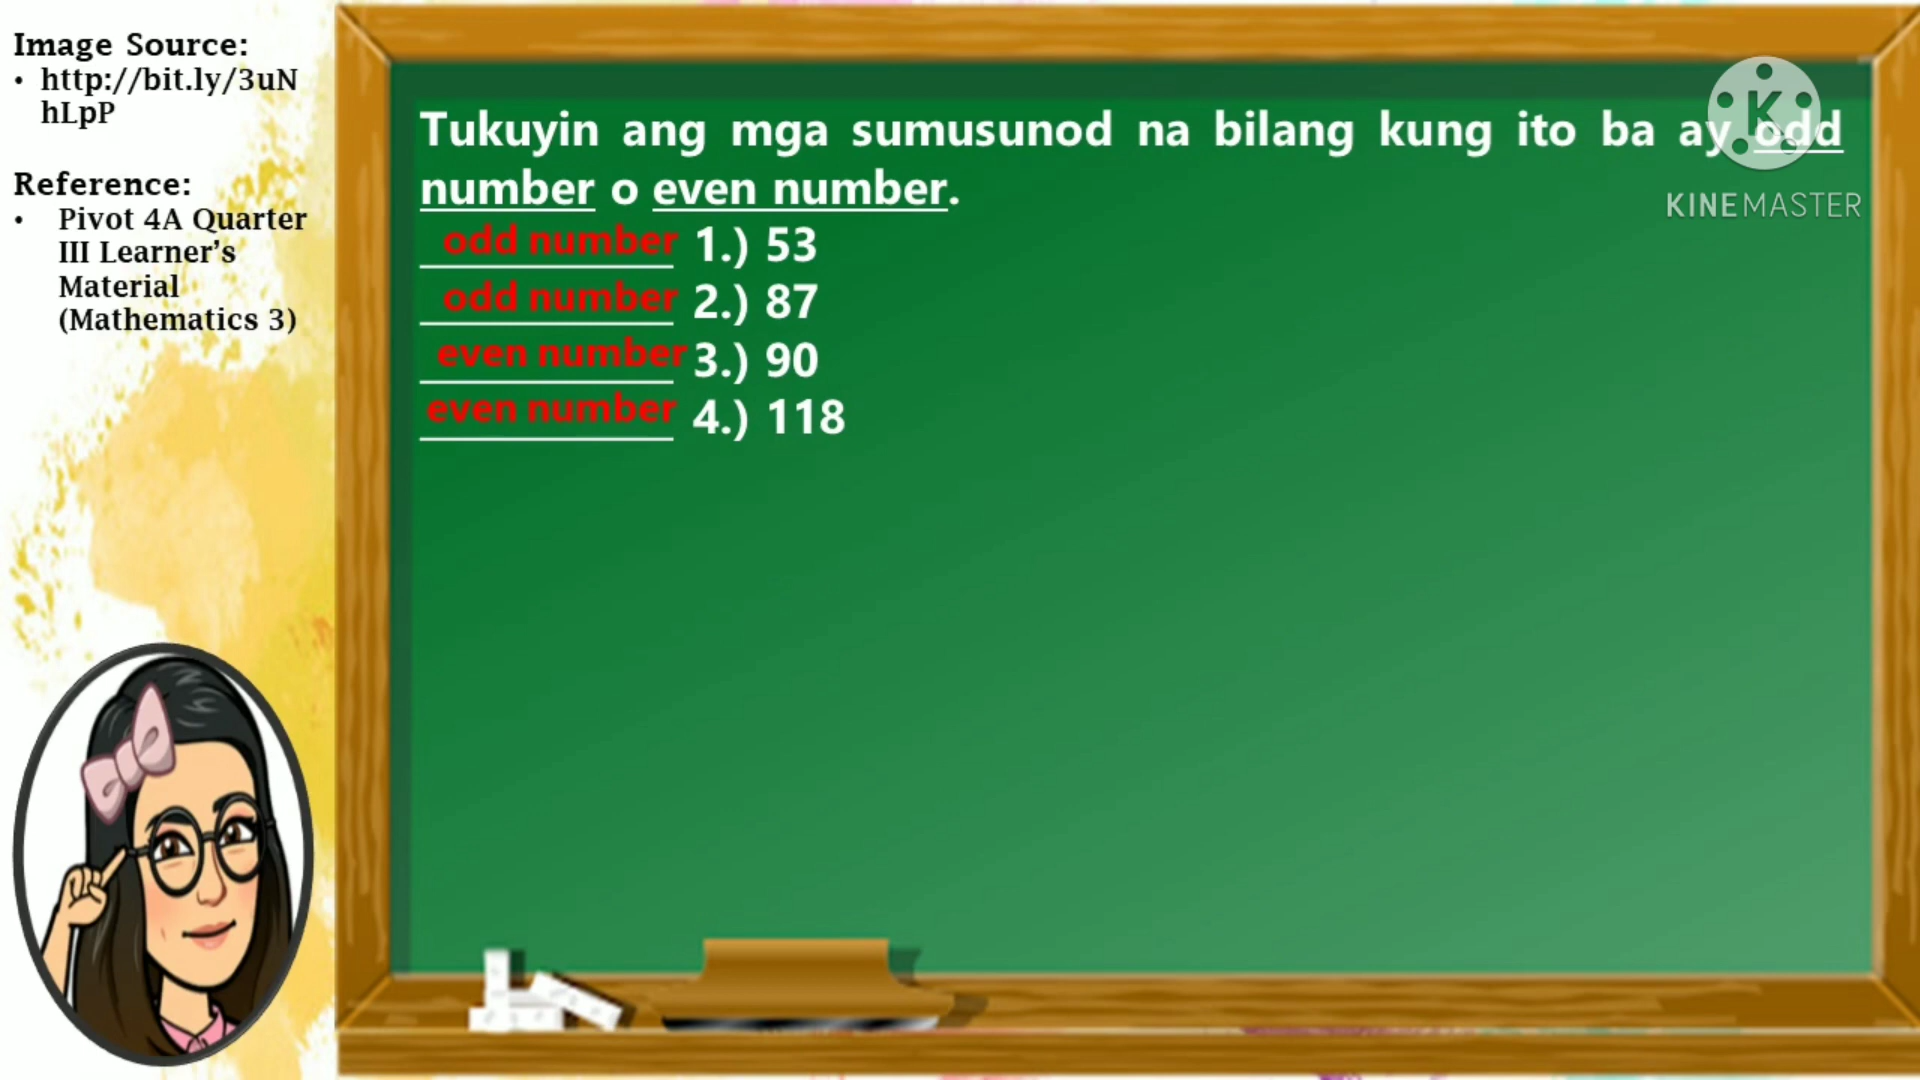 Image Source:
• http://bit.ly/3uN
hLpP
Reference:
• Pivot 4A Quarter
III Learner's
Material
(Mathematics 3)
Tukuyin ang mga sumusunod na bilang kung ito ba ay odd
number o even number.
odd number 1.) 53
odd number 2.) 87
even number 3.) 90
even number 4.) 118
K
KINEMASTER